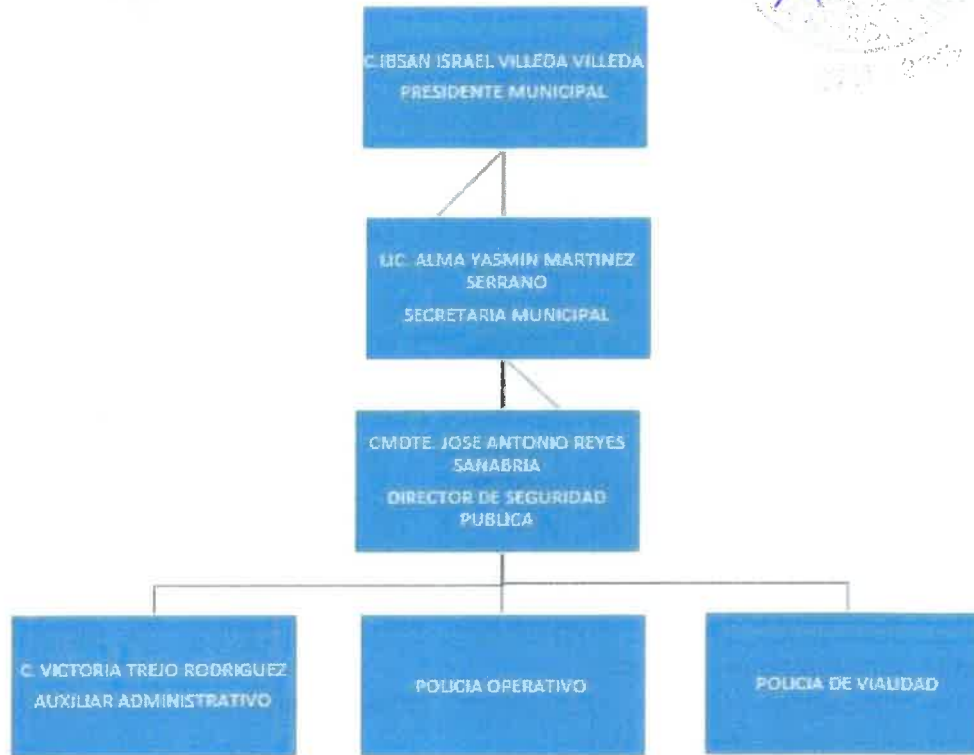 C. IBSAN ISRAEL VILLEDA VILLEDA
PRESIDENTE MUNICIPAL
LIC. ALMA YASMIN MARTINEZ
SERRANO
SECRETARIA MUNICIPAL
CMDTE. JOSE ANTONIO REYES
SANABRIA
DIRECTOR DE SEGURIDAD
PUBLICA
C. VICTORIA TREJO RODRIGUEZ
AUXILIAR ADMINISTRATIVO
POLICIA OPERATIVO
POLICIA DE VIALIDAD